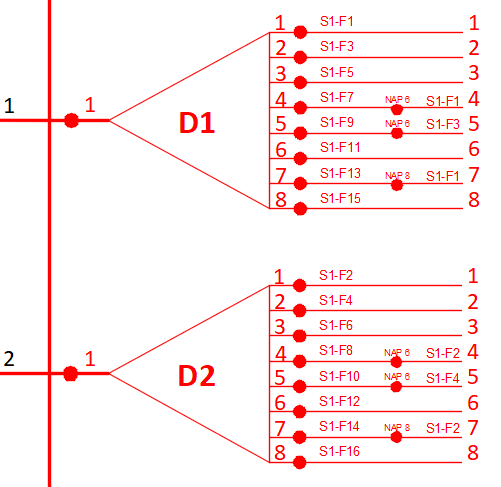 1 S1-F1 1
2 S1-F3 2
3 S1-F5 3
4 S1-F7 NAP 6 S1-F1 4
1 1 D1
5 S1-F9 NAP 6 S1-F3 5
6 S1-F11 6
7 S1-F13 NAP 8 S1-F1 7
8 S1-F15 8
1 S1-F2 1
2 S1-F4 2
3 S1-F6 3
4 S1-F8 NAP 6 S1-F2 4
2 1 D2
5 S1-F10 NAP 6 S1-F4 5
6 S1-F12 6
7 S1-F14 NAP 8 S1-F2 7
8 S1-F16 8